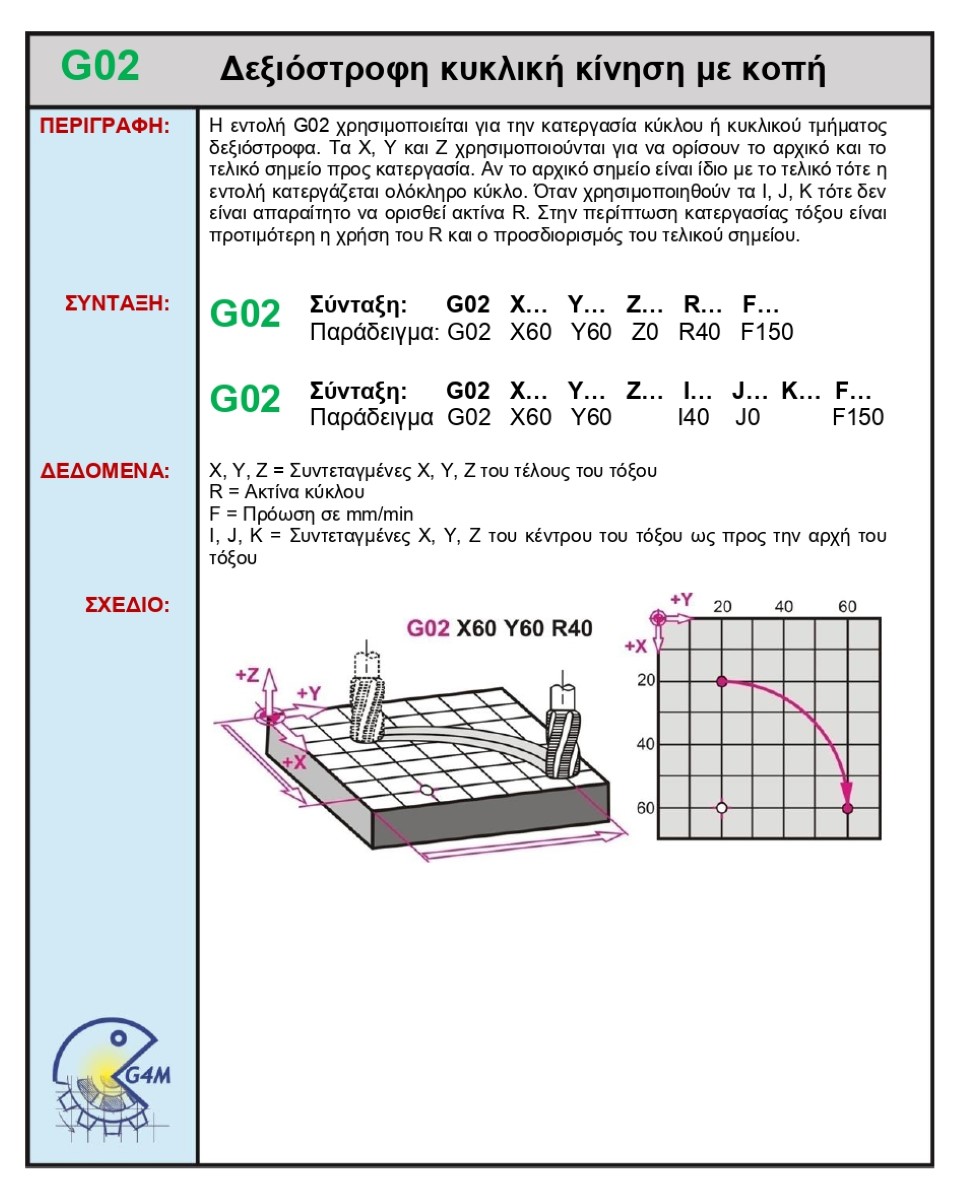 G02 Δεξιόστροφη κυκλική κίνηση με κοπή
ΠΕΡΙΓΡΑΦΗ:
Η εντολή G02 χρησιμοποιείται για την κατεργασία κύκλου ή κυκλικού τμήματος
δεξιόστροφα. Τα X, Y και Z χρησιμοποιούνται για να ορίσουν το αρχικό και το
τελικό σημείο προς κατεργασία. Αν το αρχικό σημείο είναι ίδιο με το τελικό τότε η
εντολή κατεργάζεται ολόκληρο κύκλο. Όταν χρησιμοποιηθούν τα I, J, K τότε δεν
είναι απαραίτητο να ορισθεί ακτίνα R. Στην περίπτωση κατεργασίας τόξου είναι
προτιμότερη η χρήση του R και ο προσδιορισμός του τελικού σημείου.
ΣΥΝΤΑΞΗ:
G02
Σύνταξη: G02 X… Y… Z… R… F…
Παράδειγμα: G02 X60 Y60 Z0 R40 F150
G02
Σύνταξη: G02 X… Y… Z… I… J… K… F…
Παράδειγμα G02 X60 Y60 I40 J0 F150
ΔΕΔΟΜΕΝΑ:
X, Y, Z = Συντεταγμένες X, Y, Z του τέλους του τόξου
R = Ακτίνα κύκλου
F = Πρόωση σε mm/min
I, J, K = Συντεταγμένες X, Y, Z του κέντρου του τόξου ως προς την αρχή του
τόξου
ΣΧΕΔΙΟ:
G02 X60 Y60 R40
+Z
+Y
+X
+Y
20 40 60
+X
20
40
60
G4M